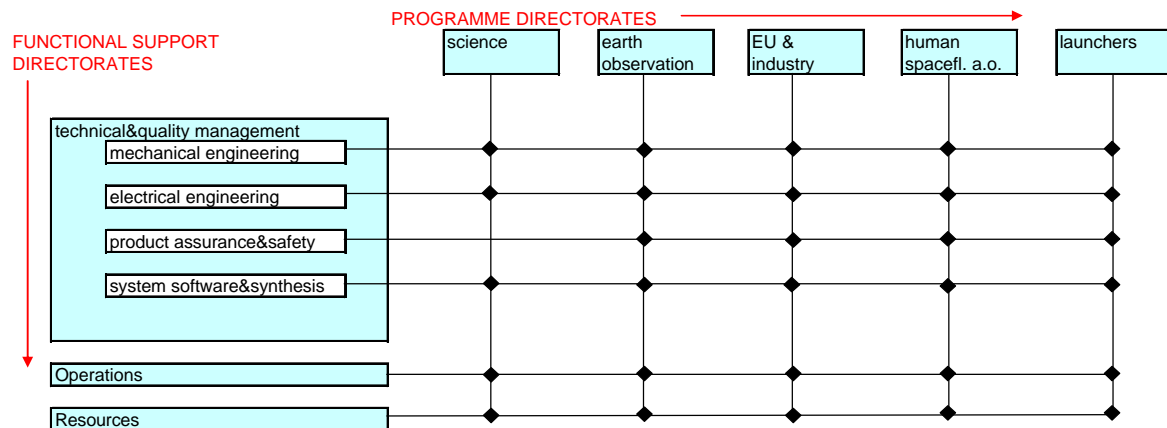 PROGRAMME DIRECTORATES
FUNCTIONAL SUPPORT
DIRECTORATES
science
earth
observation
EU &
industry
human
spacefl. a.o.
launchers
technical&quality management
mechanical engineering
electrical engineering
product assurance&safety
system software&synthesis
Operations
Resources